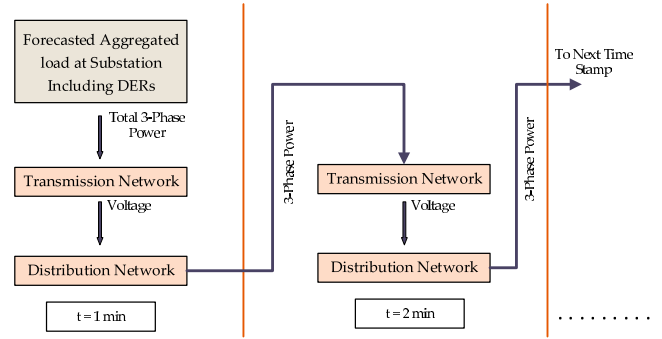 Forecasted Aggregated
load at Substation
Including DERs
Total 3-Phase
Power
Transmission Network
Voltage
Distribution Network
t = 1 min
3-Phase Power
Transmission Network
Voltage
Distribution Network
t = 2 min
3-Phase Power
To Next Time
Stamp
. . . . . . . . .